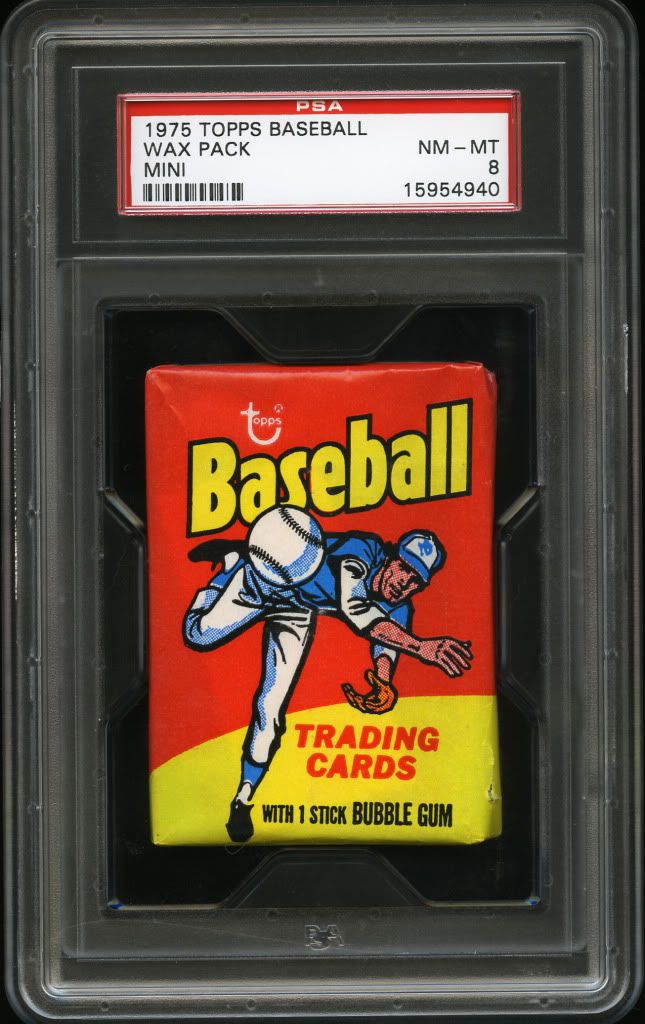 PSA
1975 TOPPS BASEBALL
WAX PACK NM - MT
MINI 8
15954940
topps R
Baseball
TRADING
CARDS
WITH 1 STICK BUBBLE GUM
PSA